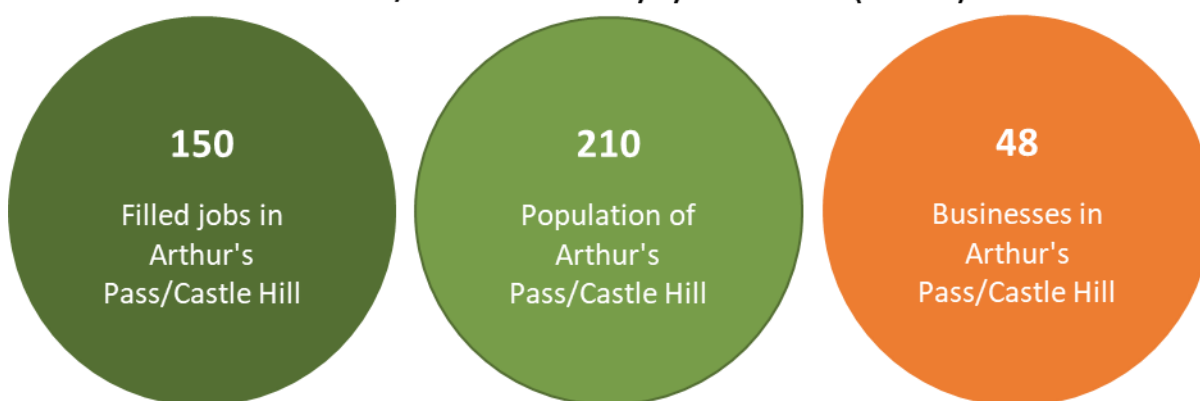 150
Filled jobs in
Arthur's
Pass/Castle Hill
210
Population of
Arthur's
Pass/Castle Hill
48
Businesses in
Arthur's
Pass/Castle Hill